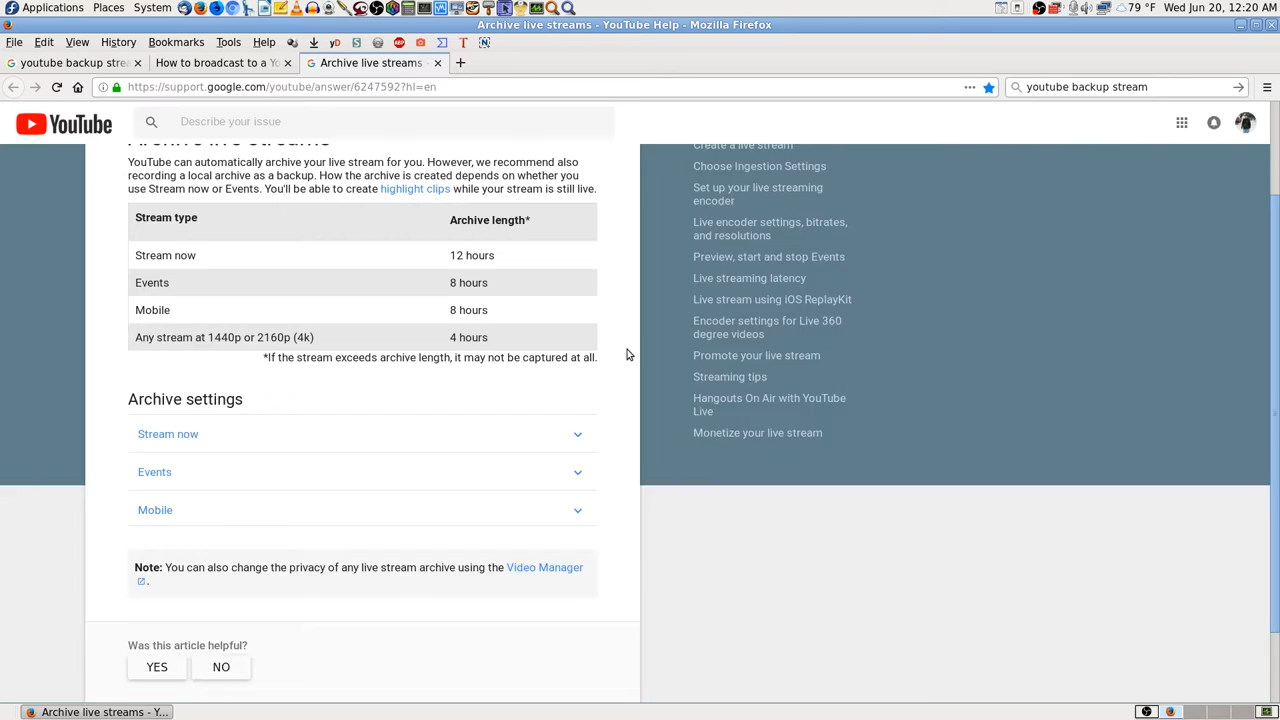 Applications Places System 79 °F Wed Jun 20, 12:20 AM
Archive live streams - YouTube Help - Mozilla Firefox
File Edit View History Bookmarks Tools Help
youtube backup strea How to broadcast to a Yo Archive live streams -
https://support.google.com/youtube/answer/6247592?hl=en youtube backup stream
YouTube Describe your issue
Archive live streams
YouTube can automatically archive your live stream for you. However, we recommend also
recording a local archive as a backup. How the archive is created depends on whether you
use Stream now or Events. You'll be able to create highlight clips while your stream is still live.
Stream type Archive length*
Stream now 12 hours
Events 8 hours
Mobile 8 hours
Any stream at 1440p or 2160p (4k) 4 hours
*If the stream exceeds archive length, it may not be captured at all.
Archive settings
Stream now
Events
Mobile
Note: You can also change the privacy of any live stream archive using the Video Manager
.
Was this article helpful?
YES NO
Create a live stream
Choose Ingestion Settings
Set up your live streaming
encoder
Live encoder settings, bitrates,
and resolutions
Preview, start and stop Events
Live streaming latency
Live stream using iOS ReplayKit
Encoder settings for Live 360
degree videos
Promote your live stream
Streaming tips
Hangouts On Air with YouTube
Live
Monetize your live stream
Archive live streams - Y...